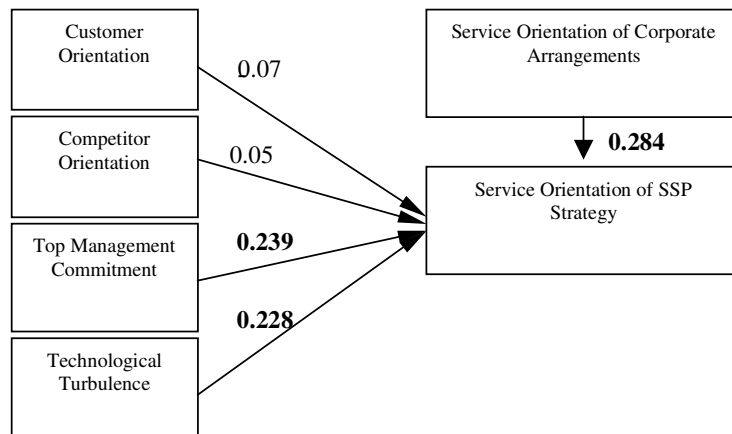 Customer
Orientation
Competitor
Orientation
Top Management
Commitment
Technological
Turbulence
0.07
0.05
0.239
0.228
Service Orientation of Corporate
Arrangements
0.284
Service Orientation of SSP
Strategy